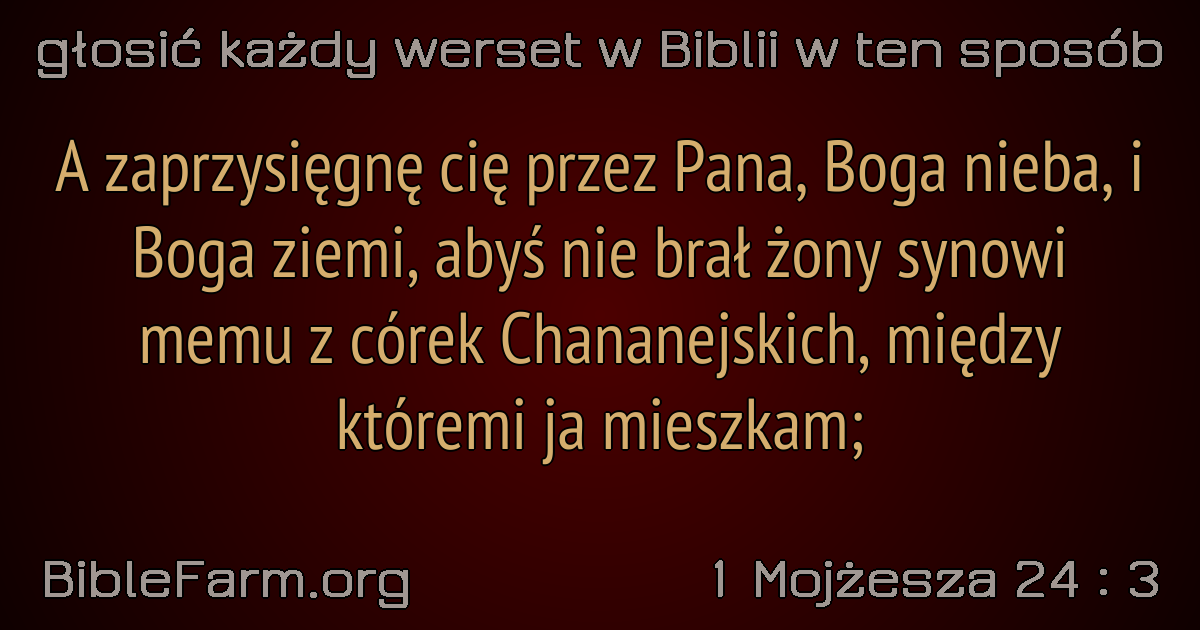 głosić każdy werset w Biblii w ten sposób
A zaprzysięgnę cię przez Pana, Boga nieba, i
Boga ziemi, abyś nie brał żony synowi
memu z córek Chananejskich, między
któremi ja mieszkam;
BibleFarm.org
1 Mojżesza 24 : 3